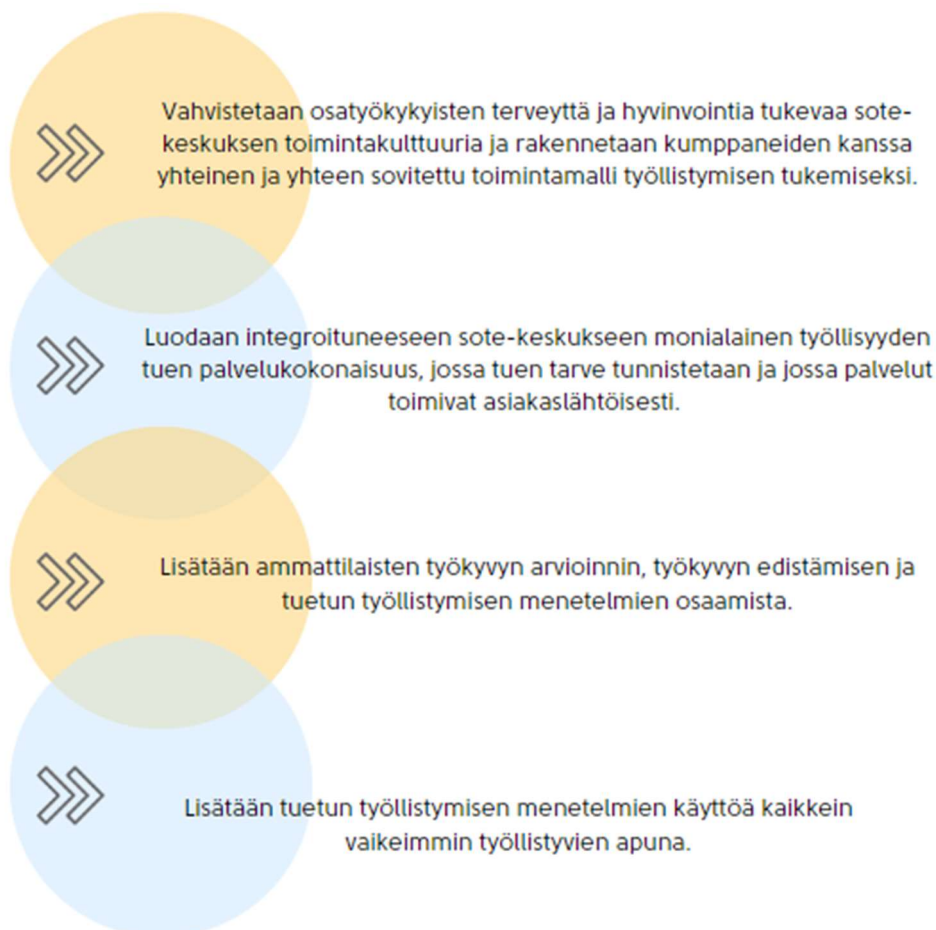 Vahvistetaan osatyökykyisten terveyttä ja hyvinvointia tukevaa sote-
keskuksen toimintakulttuuria ja rakennetaan kumppaneiden kanssa
yhteinen ja yhteen sovitettu toimintamalli työllistymisen tukemiseksi.
Luodaan integroituneeseen sote-keskukseen monialainen työllisyyden
tuen palvelukokonaisuus, jossa tuen tarve tunnistetaan ja jossa palvelut
toimivat asiakaslähtöisesti.
Lisätään ammattilaisten työkyvyn arvioinnin, työkyvyn edistämisen ja
tuetun työllistymisen menetelmien osaamista.
Lisätään tuetun työllistymisen menetelmien käyttöä kaikkein
vaikeimmin työllistyvien apuna.